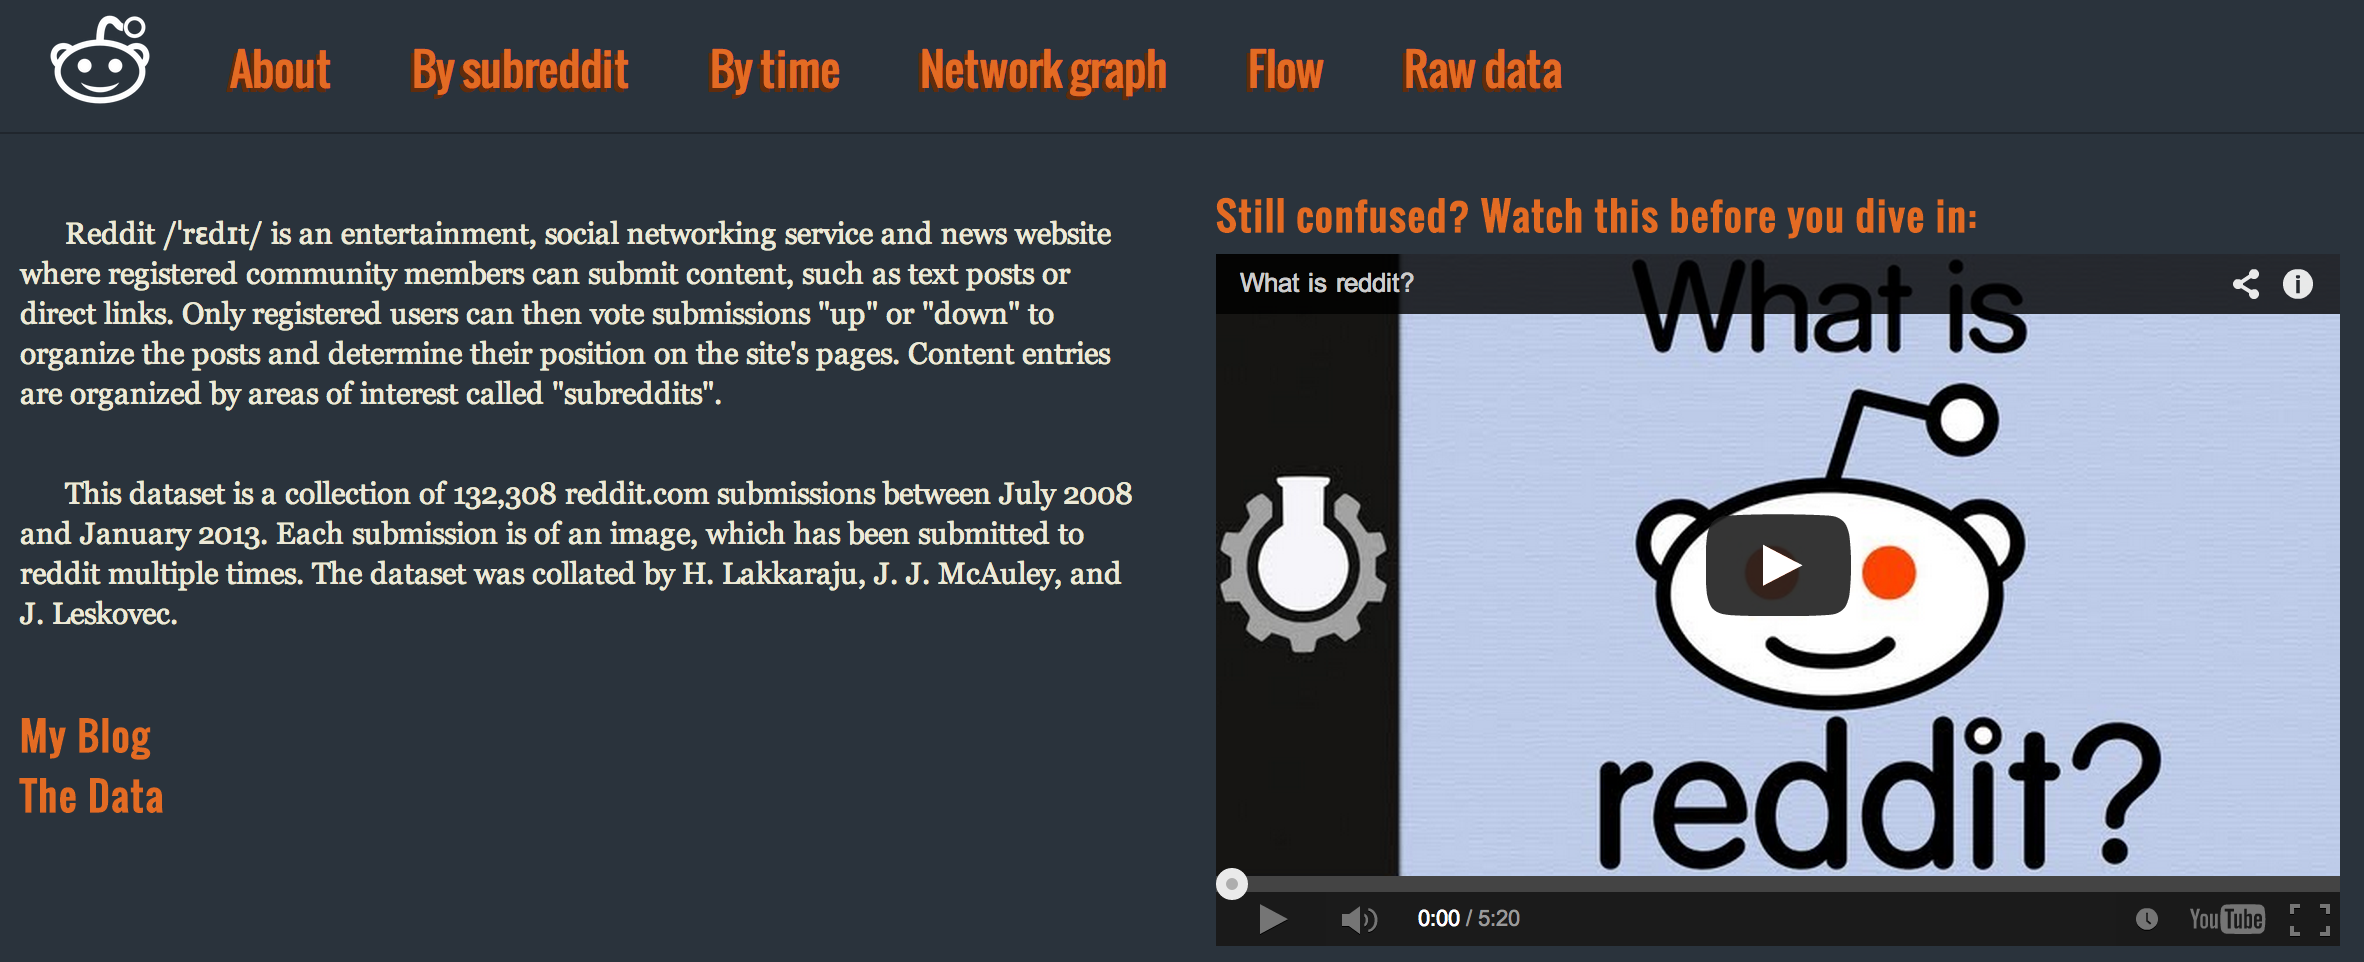 About By subreddit By time Network graph Flow Raw data
Reddit /'rɛdɪt/ is an entertainment, social networking service and news website
where registered community members can submit content, such as text posts or
direct links. Only registered users can then vote submissions "up" or "down" to
organize the posts and determine their position on the site's pages. Content entries
are organized by areas of interest called "subreddits".
This dataset is a collection of 132,308 reddit.com submissions between July 2008
and January 2013. Each submission is of an image, which has been submitted to
reddit multiple times. The dataset was collated by H. Lakkaraju, J. J. McAuley, and
J. Leskovec.
My Blog
The Data
Still confused? Watch this before you dive in:
What is reddit?
What is
reddit?
0:00 / 5:20
YouTube